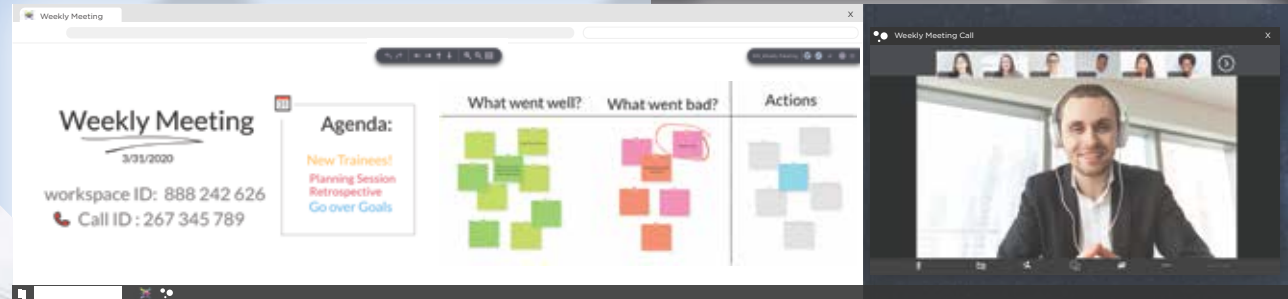 Weekly Meeting
X
Weekly Meeting
3/31/2020
workspace ID: 888 242 626
Call ID : 267 345 789
31
Agenda:
New Trainees!
Planning Session
Retrospective
Go over Goals
What went well?
What went bad?
Actions
Weekly Meeting Call
X